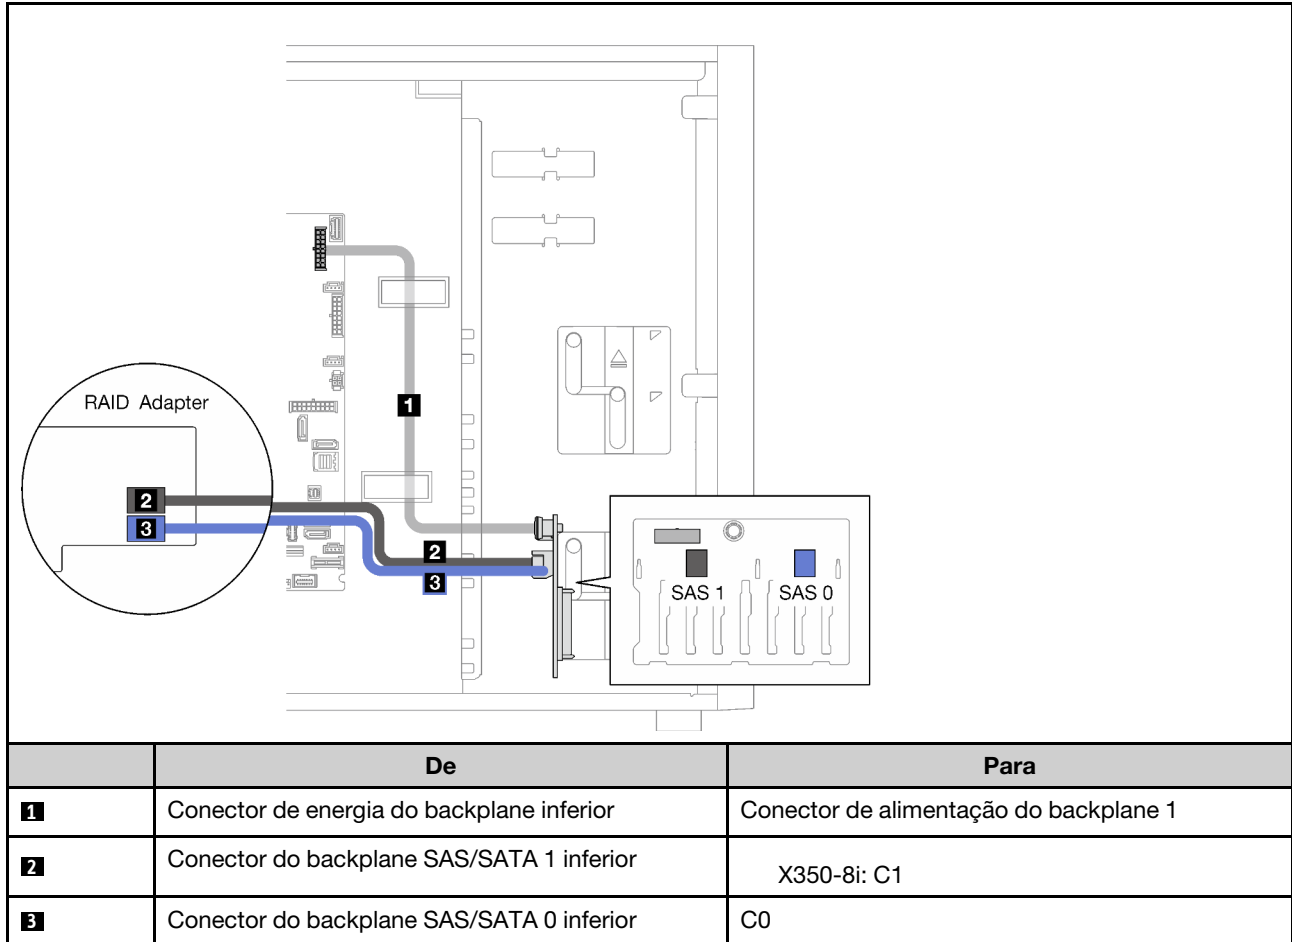 1
RAID Adapter
2
3
2
3
SAS 1 SAS 0
De Para
1 Conector de energia do backplane inferior Conector de alimentação do backplane 1
2 Conector do backplane SAS/SATA 1 inferior X350-8i: C1
3 Conector do backplane SAS/SATA 0 inferior C0